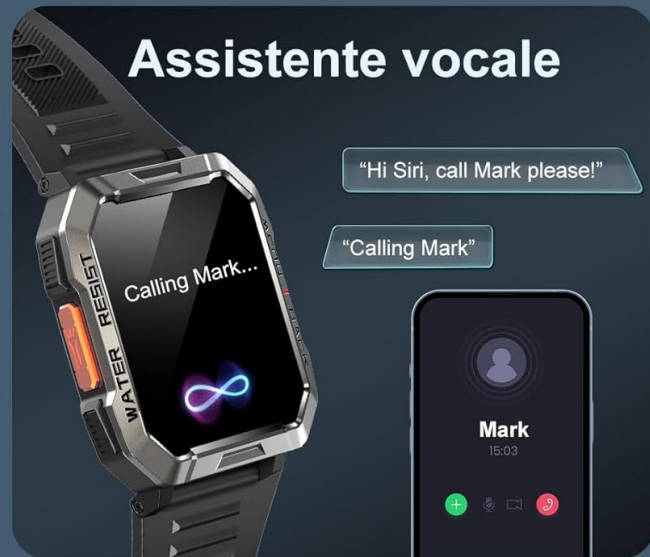 Assistente vocale
“Hi Siri, call Mark please!”
“Calling Mark”
Calling Mark...
WATER RESIST
Mark
15:03